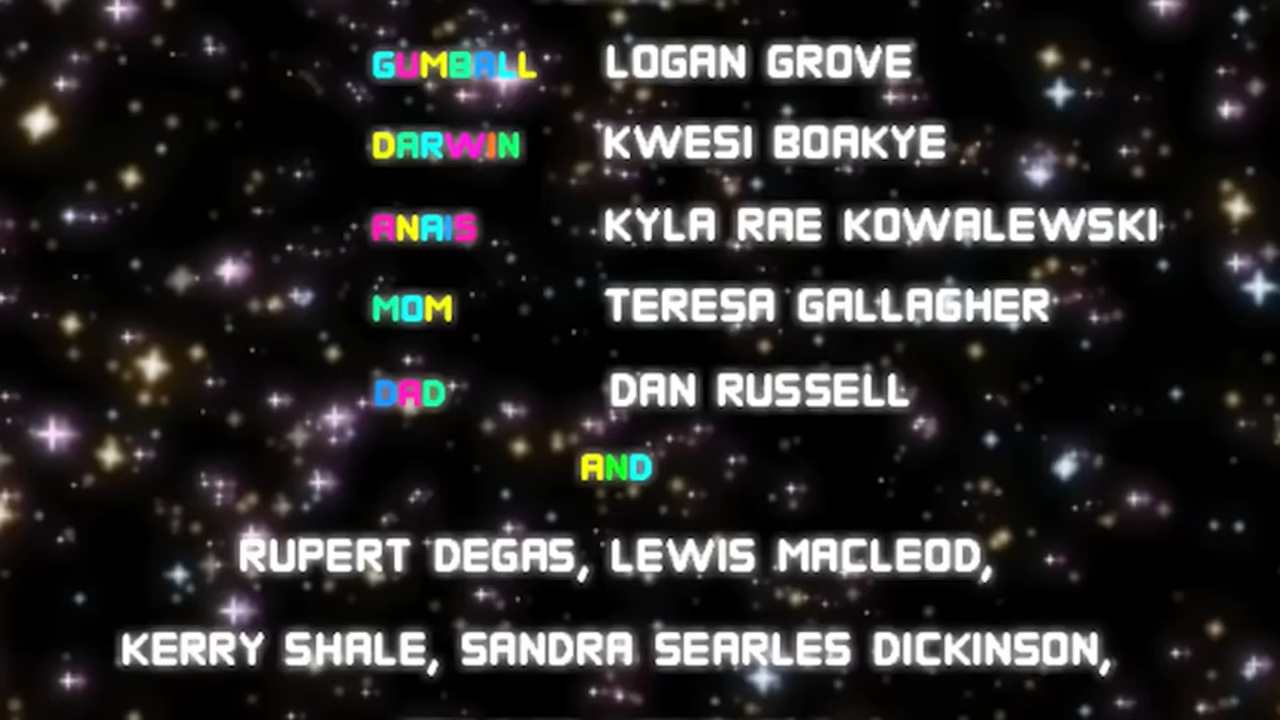 GUMBALL LOGAN GROVE
DARWIN KWESI BOAKYE
ANAIS KYLA RAE KOWALEWSKI
MOM TERESA GALLAGHER
DAD DAN RUSSELL
AND
RUPERT DEGAS, LEWIS MACLEOD,
KERRY SHALE, SANDRA SEARLES DICKINSON,